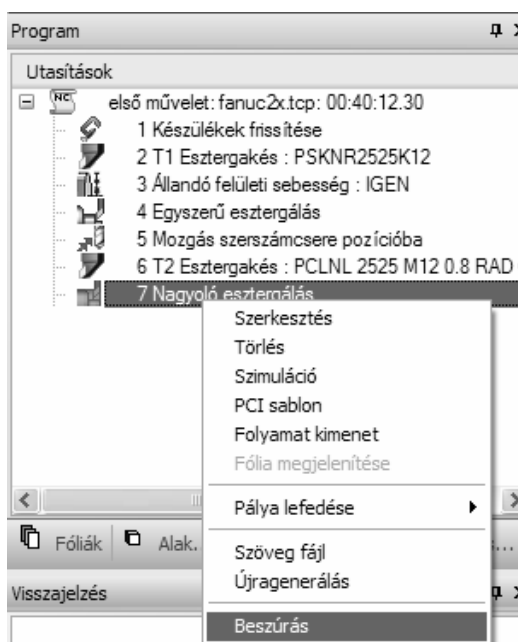 Program
Utasítások
első művelet: fanuc2x.tcp: 00:40:12.30
1 Készülékek frissítése
2 T1 Esztergakés : PSKNR2525K12
3 Állandó felületi sebesség : IGEN
4 Egyszerű esztergálás
5 Mozgás szerszámcsere pozícióba
6 T2 Esztergakés : PCLNL 2525 M12 0.8 RAD
7 Nagyoló esztergálás
Szerkesztés
Törlés
Szimuláció
PCI sablon
Folyamat kimenet
Fólia megjelenítése
Pálya lefedése
Fóliák Alak.
Szöveg fájl
Újragenerálás
Visszajelzés
Beszúrás